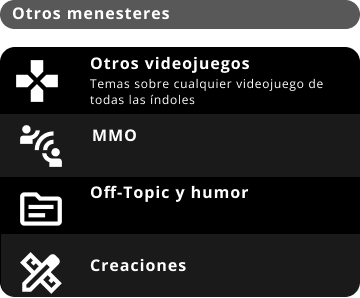 Otros menesteres
Otros videojuegos
Temas sobre cualquier videojuego de
todas las índoles
MMO
Off-Topic y humor
Creaciones